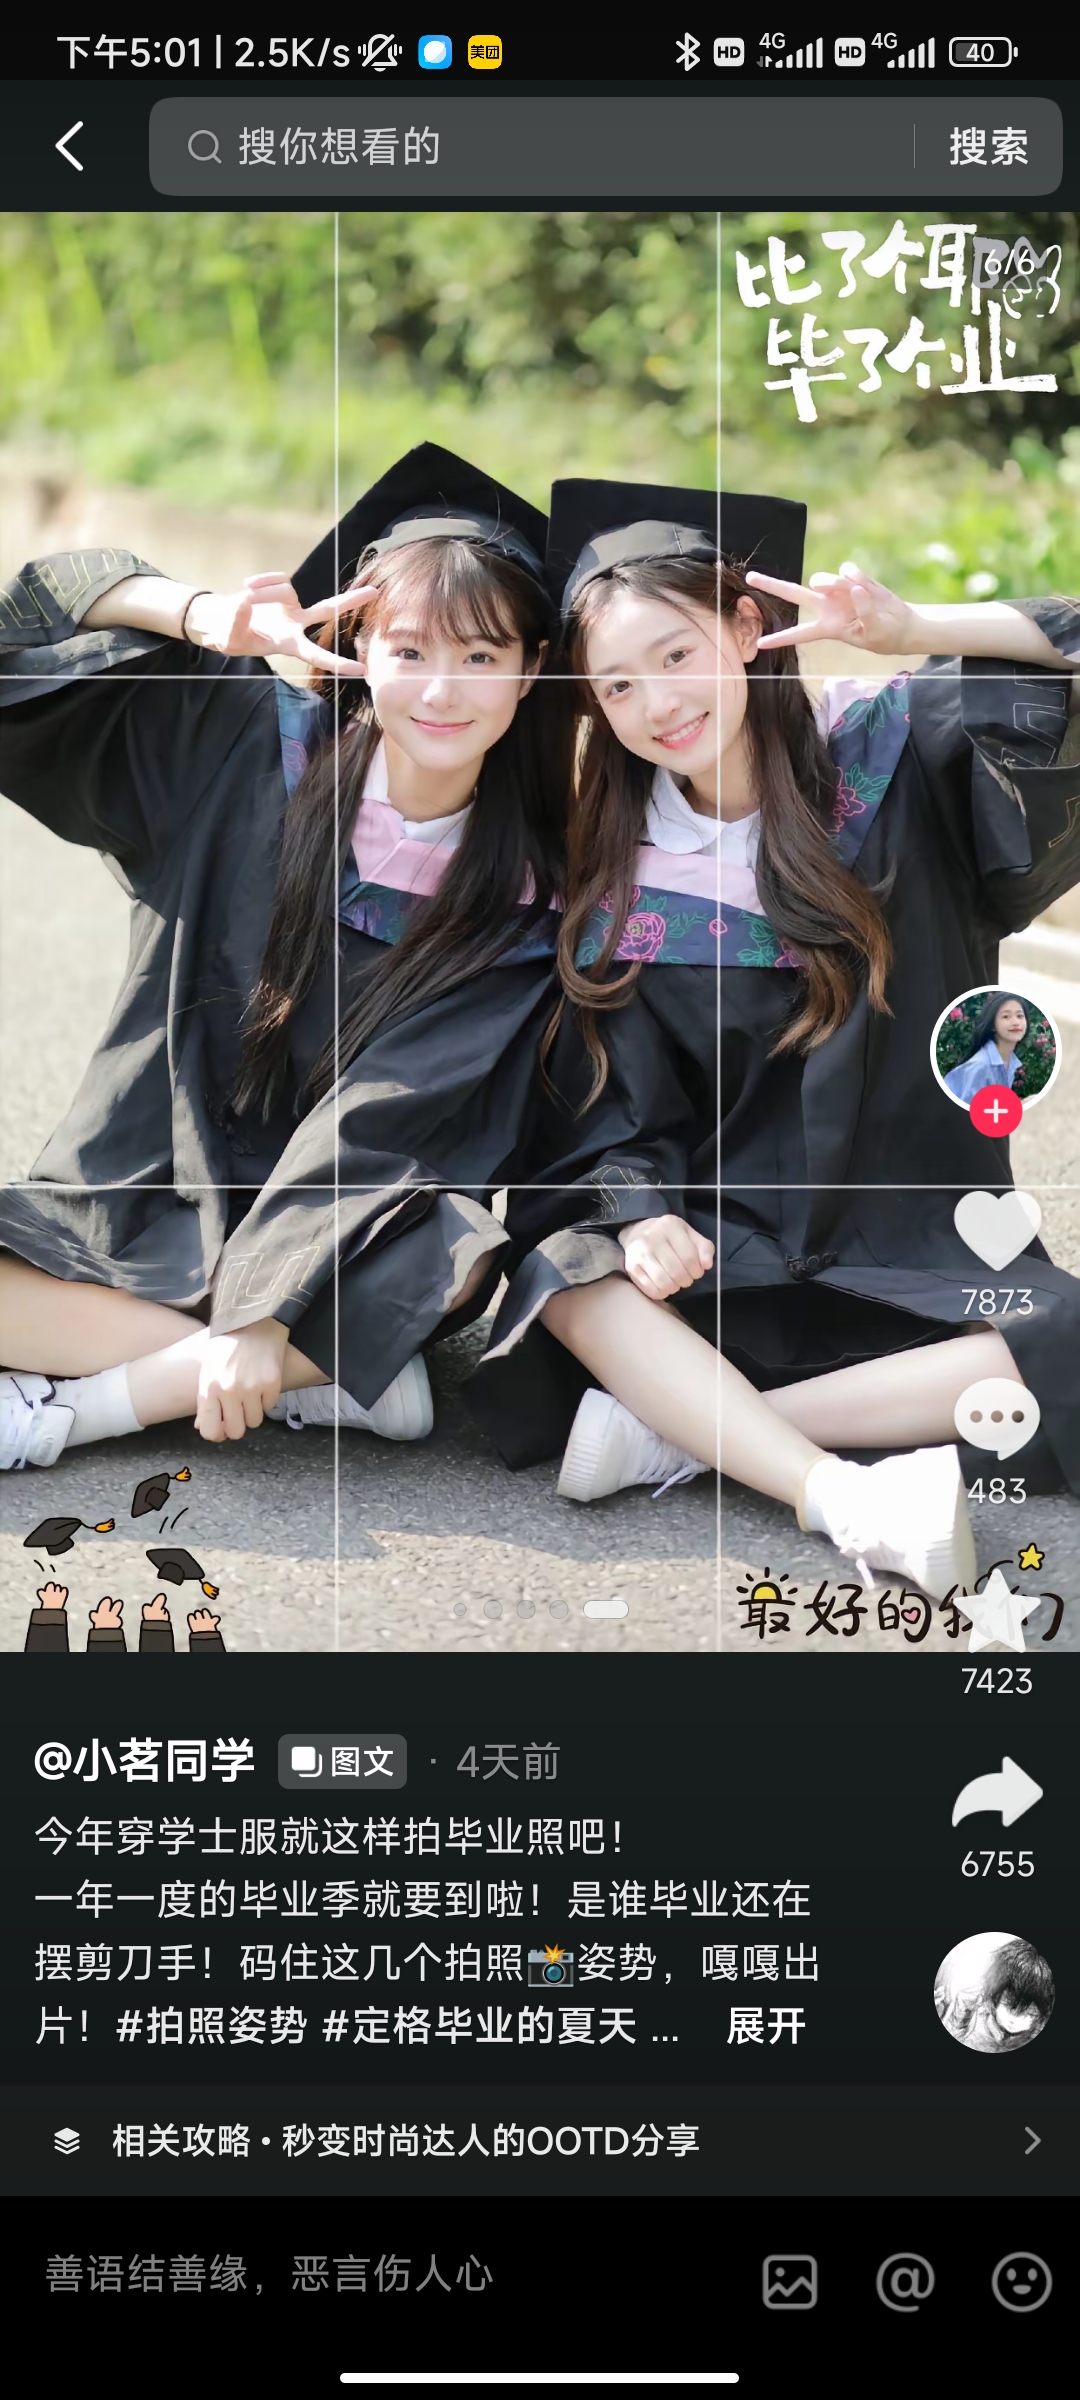 下午5:01 | 2.5K/s 美团 HD 4G HD 4G 40
搜你想看的 搜索
比了个耶
6/6
毕了个业
7873
483
最好的我们
7423
@小茗同学 图文 · 4天前
6755
今年穿学士服就这样拍毕业照吧！
一年一度的毕业季就要到啦！是谁毕业还在
摆剪刀手！码住这几个拍照📸姿势，嘎嘎出
片！#拍照姿势 #定格毕业的夏天 ... 展开
相关攻略 • 秒变时尚达人的OOTD分享
善语结善缘，恶言伤人心